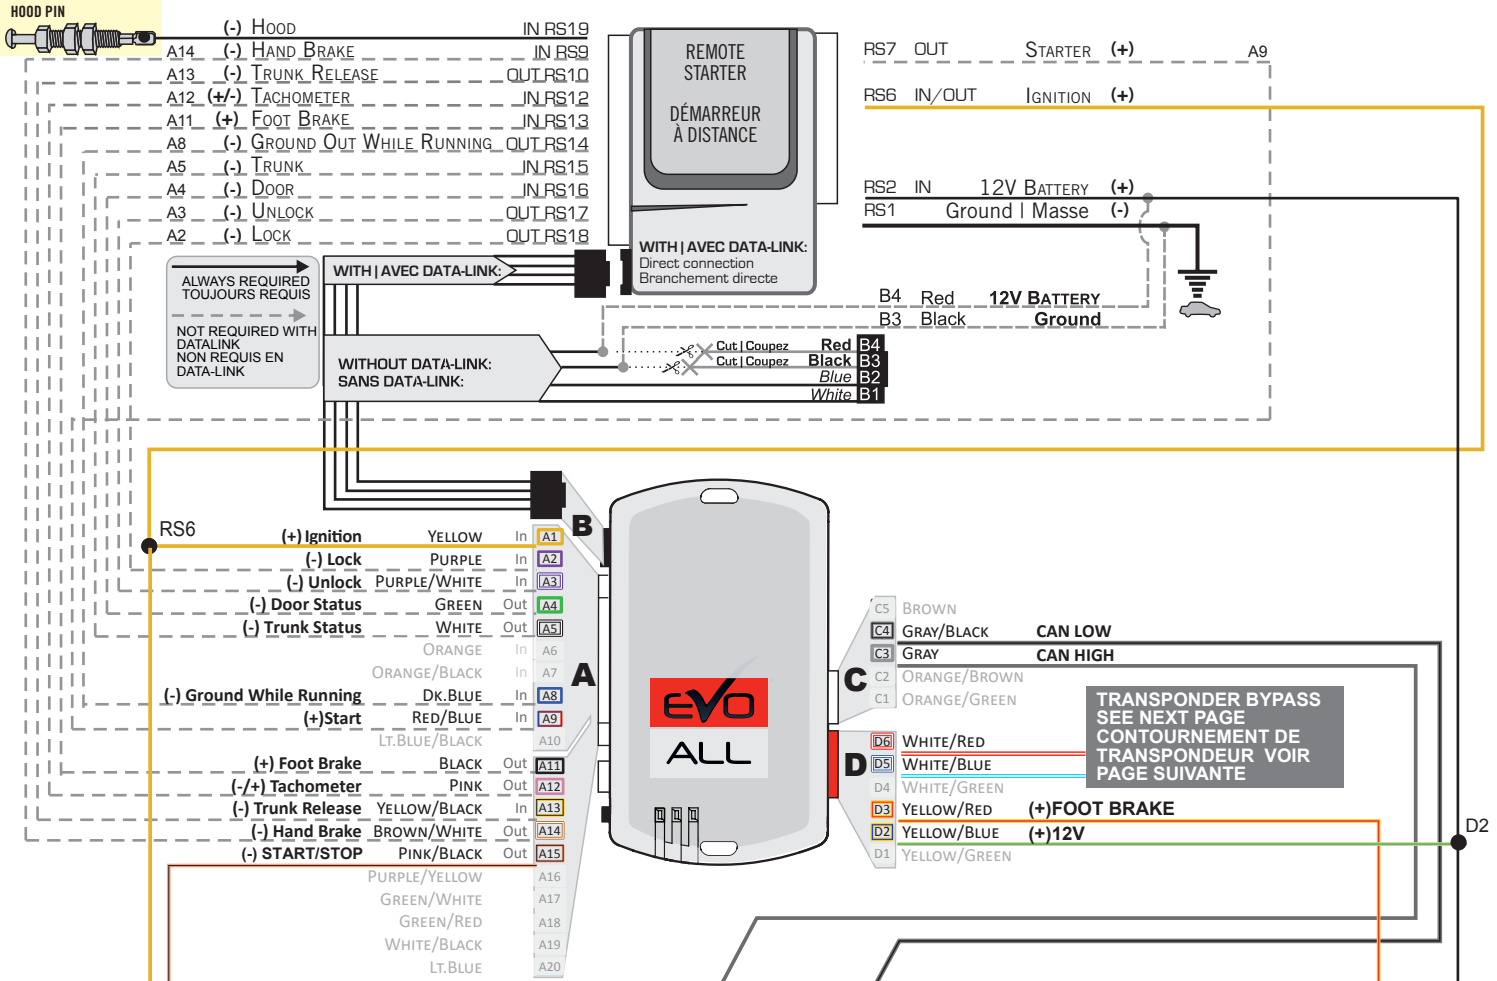 HOOD PIN
(-) HOOD IN RS19
A14 (-) HAND BRAKE IN RS9
A13 (-) TRUNK RELEASE OUT RS10
A12 (+/-) TACHOMETER IN RS12
A11 (+) FOOT BRAKE IN RS13
A8 (-) GROUND OUT WHILE RUNNING OUT RS14
A5 (-) TRUNK IN RS15
A4 (-) DOOR IN RS16
A3 (-) UNLOCK OUT RS17
A2 (-) LOCK OUT RS18
REMOTE
STARTER
DÉMARREUR
À DISTANCE
WITH | AVEC DATA-LINK:
Direct connection
Branchement directe
RS7 OUT STARTER (+) A9
RS6 IN/OUT IGNITION (+)
RS2 IN 12V BATTERY (+)
RS1 Ground | Masse (-)
ALWAYS REQUIRED
TOUJOURS REQUIS
NOT REQUIRED WITH
DATALINK
NON REQUIS EN
DATA-LINK
WITH | AVEC DATA-LINK:
WITHOUT DATA-LINK:
SANS DATA-LINK:
B4 Red 12V BATTERY
B3 Black Ground
Cut | Coupez Red B4
Cut | Coupez Black B3
Blue B2
White B1
RS6
B
(+) Ignition YELLOW In A1
(-) Lock PURPLE In A2
(-) Unlock PURPLE/WHITE In A3
(-) Door Status GREEN Out A4
(-) Trunk Status WHITE Out A5
ORANGE In A6
ORANGE/BLACK In A7
(-) Ground While Running DK.BLUE In A8
(+)Start RED/BLUE In A9
LT.BLUE/BLACK A10
(+) Foot Brake BLACK Out A11
(-/+) Tachometer PINK Out A12
(-) Trunk Release YELLOW/BLACK In A13
(-) Hand Brake BROWN/WHITE Out A14
(-) START/STOP PINK/BLACK Out A15
PURPLE/YELLOW A16
GREEN/WHITE A17
GREEN/RED A18
WHITE/BLACK A19
LT.BLUE A20
A
EVO
ALL
C
C5 BROWN
C4 GRAY/BLACK CAN LOW
C3 GRAY CAN HIGH
C2 ORANGE/BROWN
C1 ORANGE/GREEN
D
D6 WHITE/RED
D5 WHITE/BLUE
D4 WHITE/GREEN
D3 YELLOW/RED (+)FOOT BRAKE
D2 YELLOW/BLUE (+)12V
D1 YELLOW/GREEN
TRANSPONDER BYPASS
SEE NEXT PAGE
CONTOURNEMENT DE
TRANSPONDEUR VOIR
PAGE SUIVANTE
D2